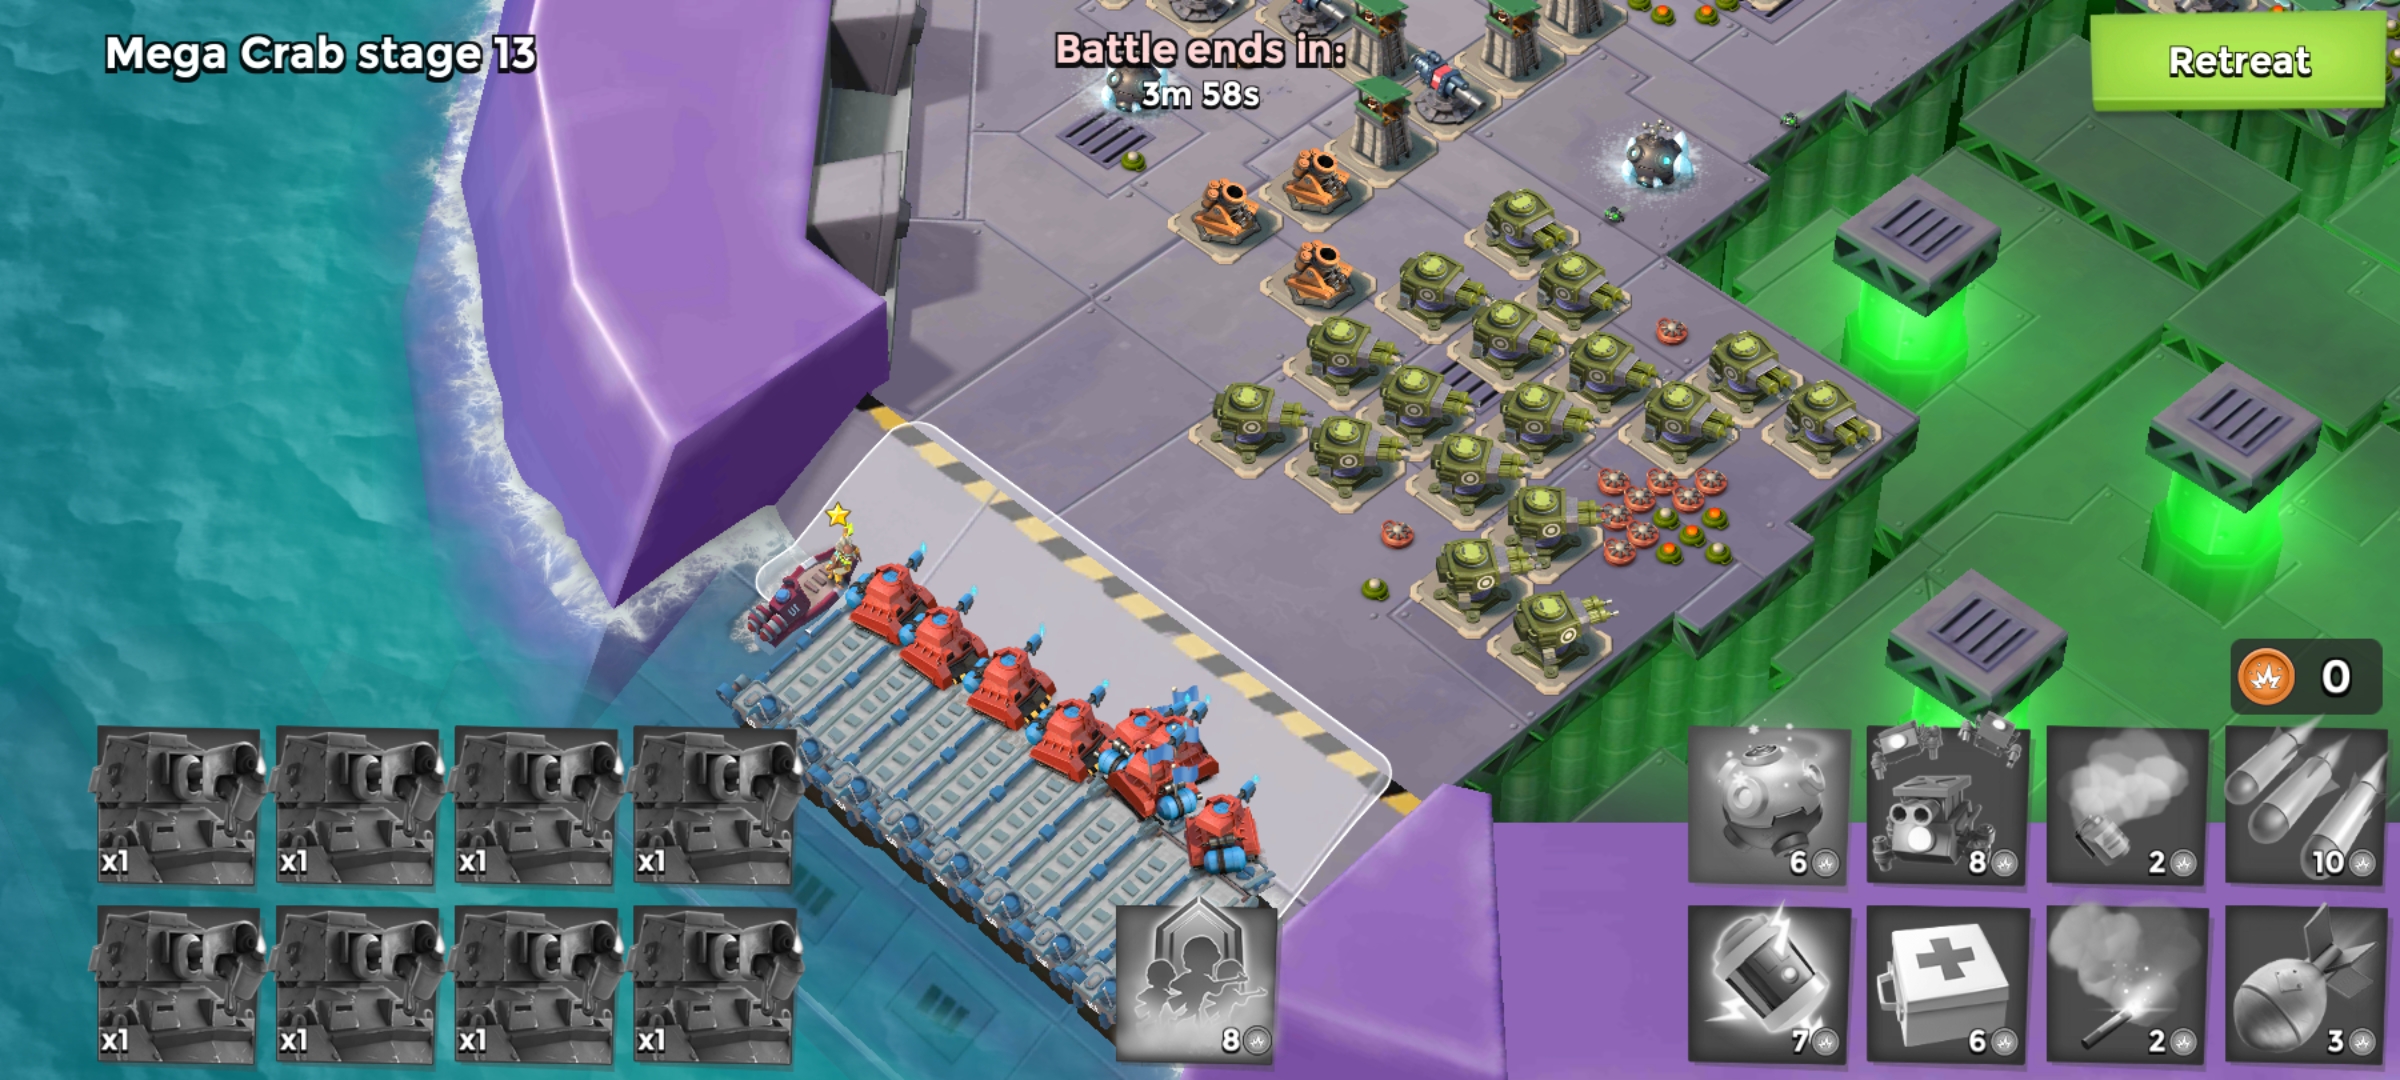 Mega Crab stage 13
Battle ends in:
3m 58s
Retreat
0
x1
x1
x1
x1
6
8
2
10
x1
x1
x1
x1
8
7
6
2
3